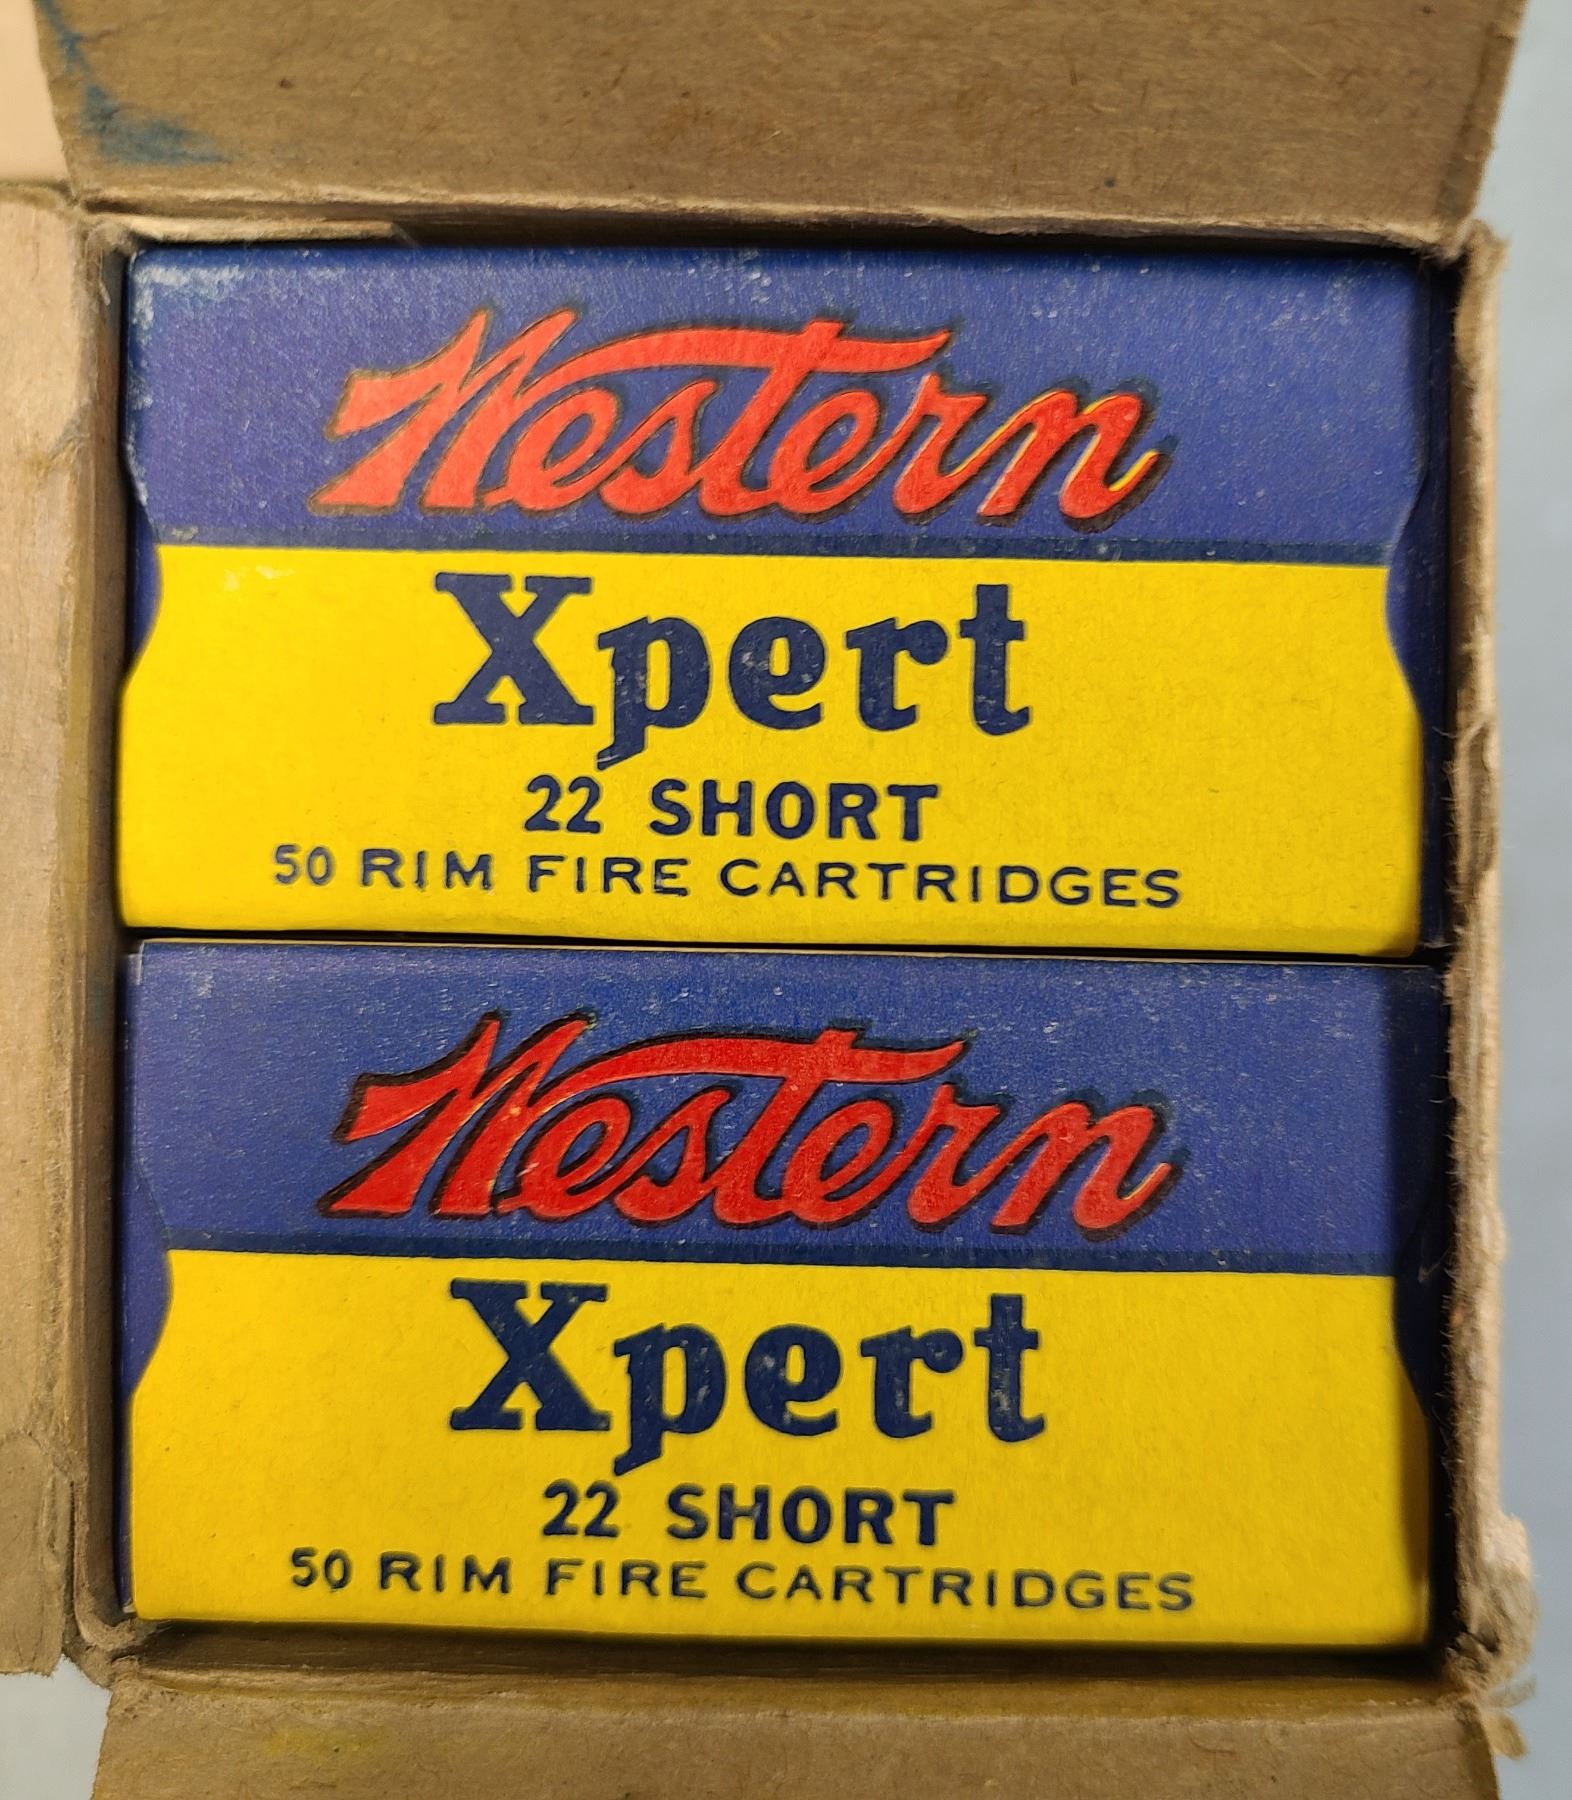 Western
Xpert
22 SHORT
50 RIM FIRE CARTRIDGES
Western
Xpert
22 SHORT
50 RIM FIRE CARTRIDGES